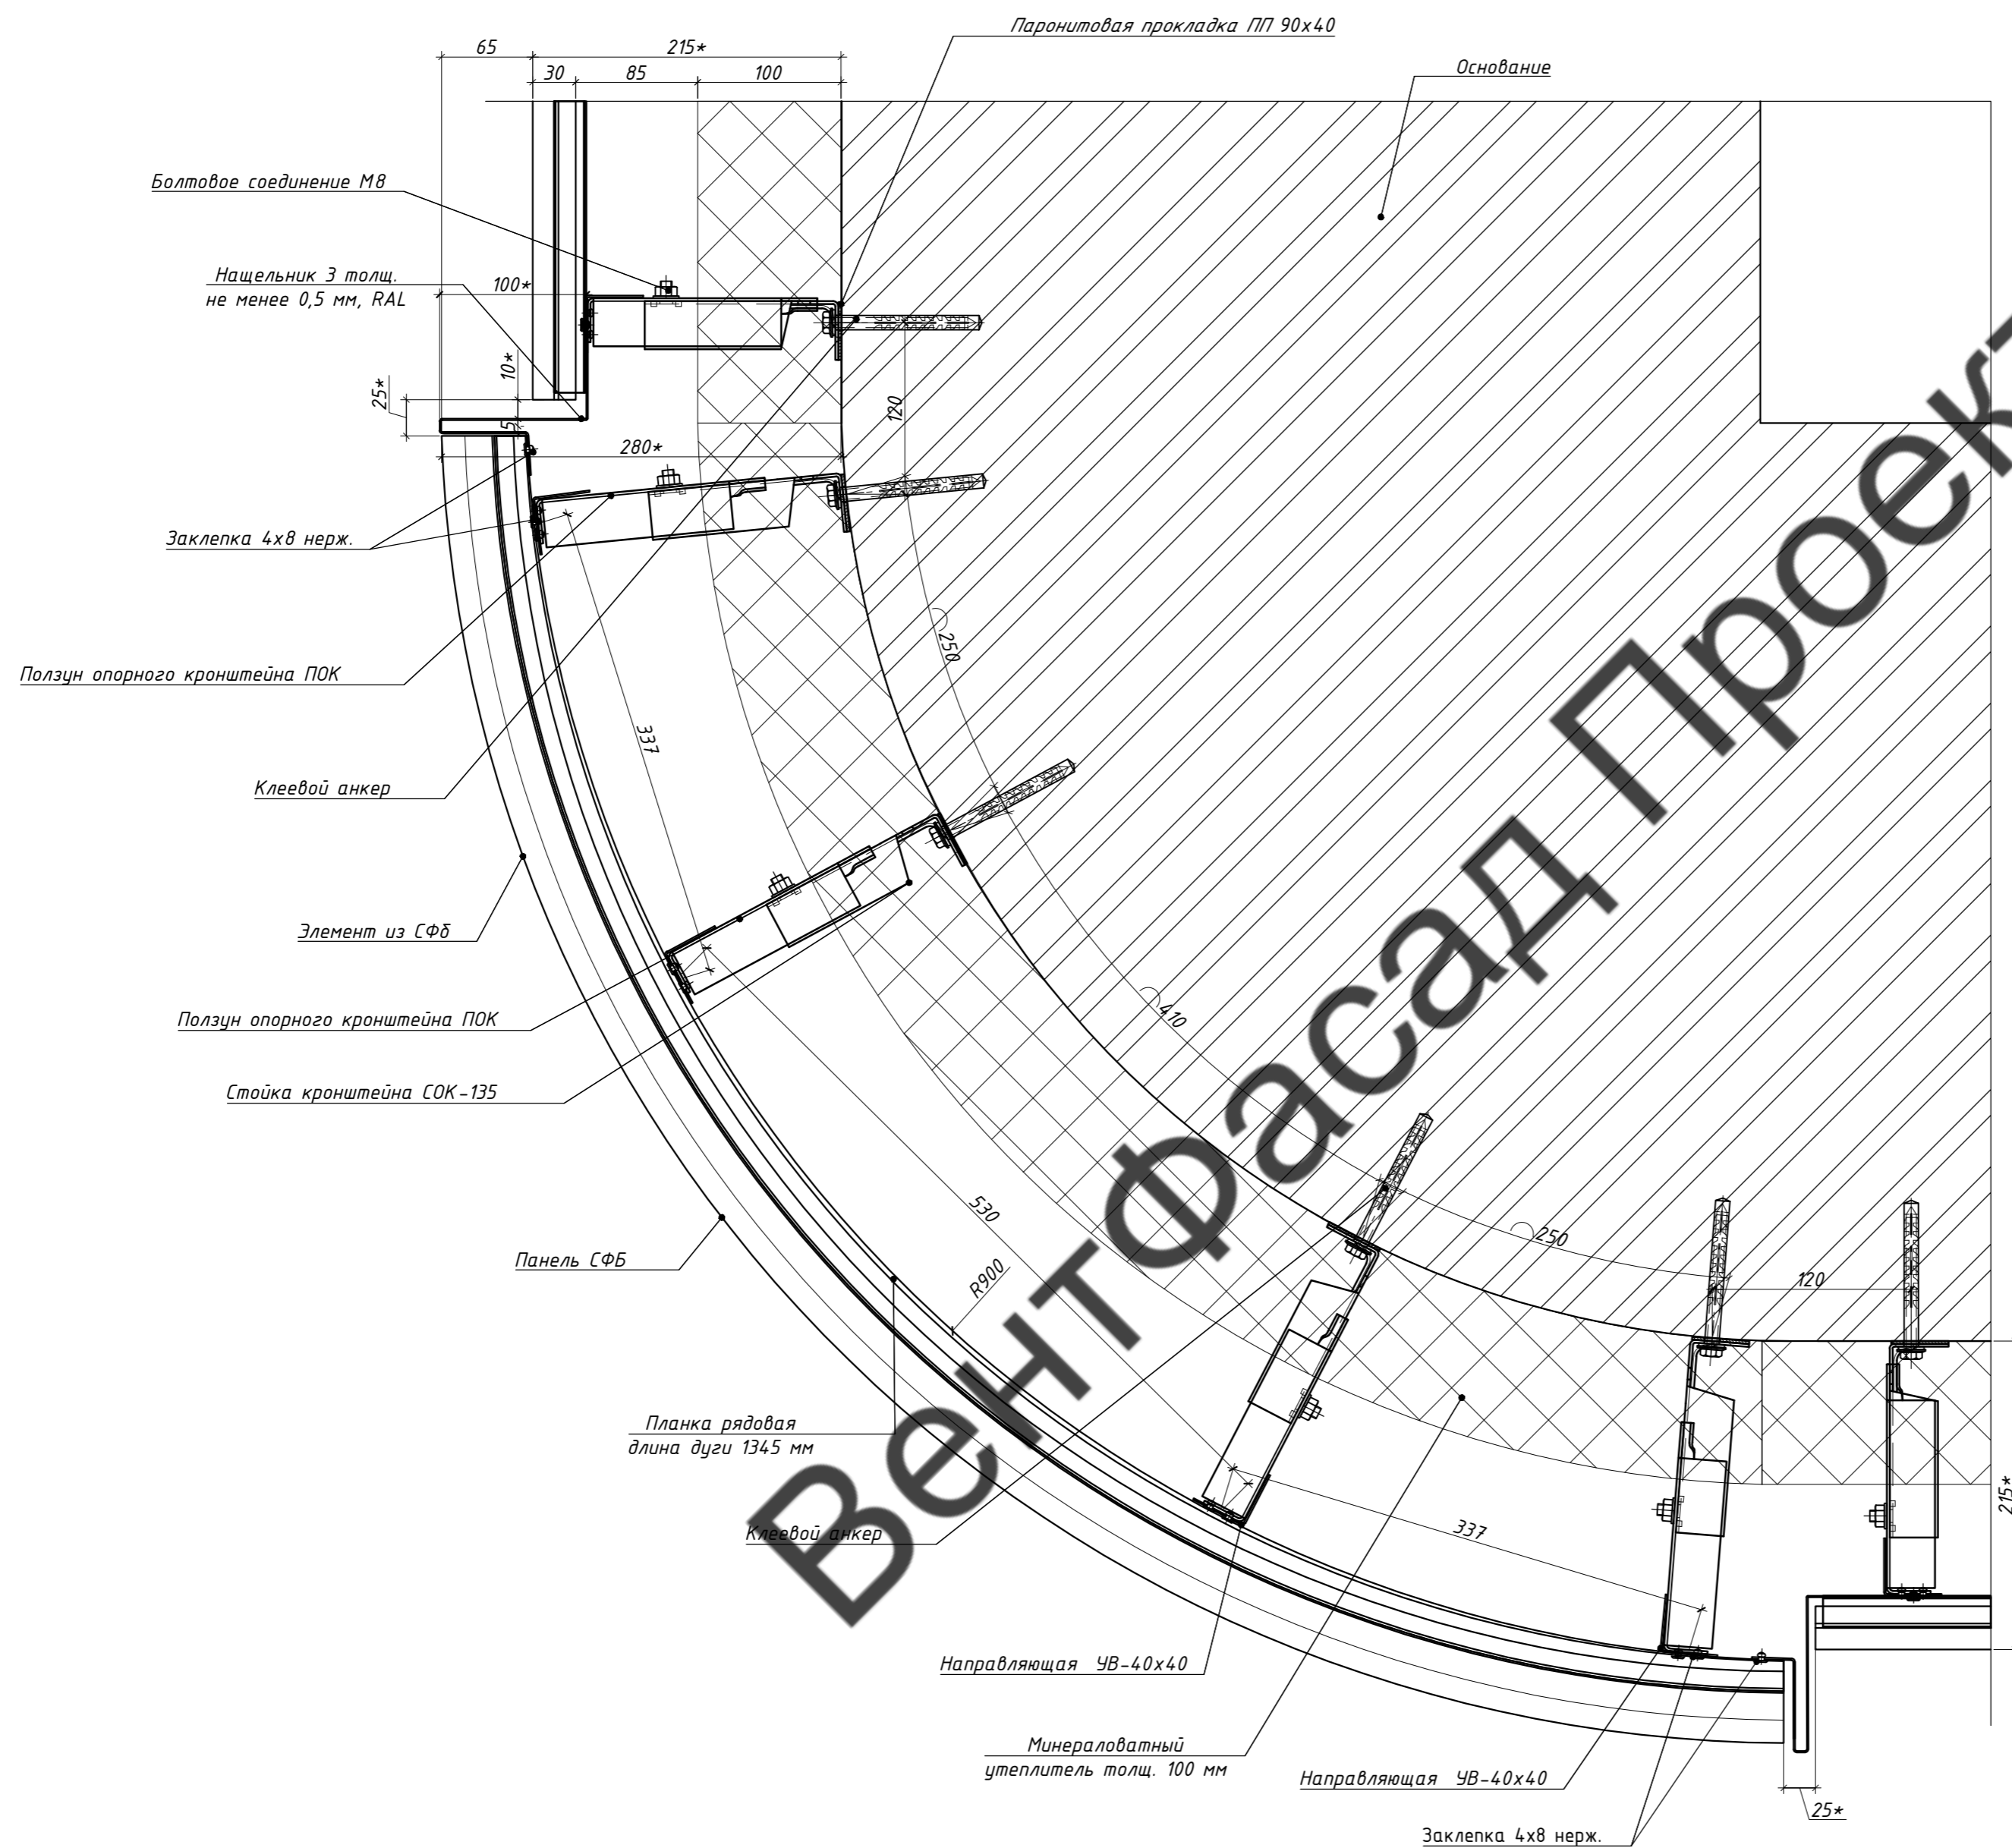 Паронитовая прокладка ПП 90х40
65
215*
30
85
100
Основание
Болтовое соединение М8
Нащельник 3 толщ.
не менее 0,5 мм, RAL
100*
10*
25*
5
120
280*
Заклепка 4х8 нерж.
250
Ползун опорного кронштейна ПОК
337
Клеевой анкер
Элемент из СФб
Ползун опорного кронштейна ПОК
410
Стойка кронштейна СОК-135
530
250
Панель СФБ
R900
120
Планка рядовая
длина дуги 1345 мм
215*
Клеевой анкер
337
Направляющая УВ-40х40
Минераловатный
утеплитель толщ. 100 мм
Направляющая УВ-40х40
25*
Заклепка 4х8 нерж.
ВентФасад Проект